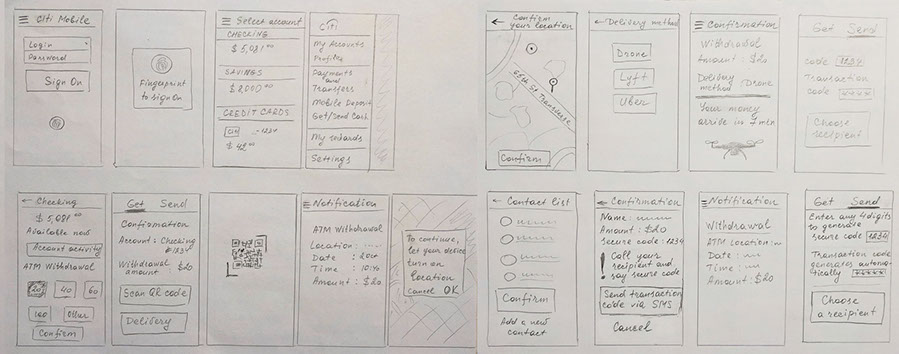 Citi Mobile
Login
Password
Sign On
Fingerprint
to sign on
Select account
CHECKING
$ 5,081.00
SAVINGS
$ 2,000.00
CREDIT CARDS
Citi - 1234
$ 42.00
Citi
My Accounts
Profiles
Payments
and
Transfers
Mobile Deposit
Get/Send Cash
My rewards
Settings
Confirm
your location
65th St Transverse
Confirm
Delivery method
Drone
Lyft
Uber
Confirmation
Withdrawal
Amount: $20
Delivery
method Drone
Your money
arrive in 7 min
Get Send
code 1234
Transaction
code ****
Choose
recipient
Checking
$ 5,081.00
Available now
Account activity
ATM Withdrawal
20 40 60
100 Other
Confirm
Get Send
Confirmation
Account: Checking
Withdrawal
amount: $20
Scan QR code
Delivery
Notification
ATM Withdrawal
Location:
Date:
Time:
Amount: $20
To continue,
let your device
turn on
location
Cancel OK
Contact list
Confirm
Add a new
contact
Confirmation
Name:
Amount: $20
secure code: 1234
! Call your
recipient and
say secure code
Send transaction
code via SMS
Cancel
Notification
Withdrawal
ATM Location:
Date:
Time:
Amount: $20
Get Send
Enter any 4 digits
to generate
secure code 1234
Transaction code
generates automa-
tically *****
Choose
a recipient